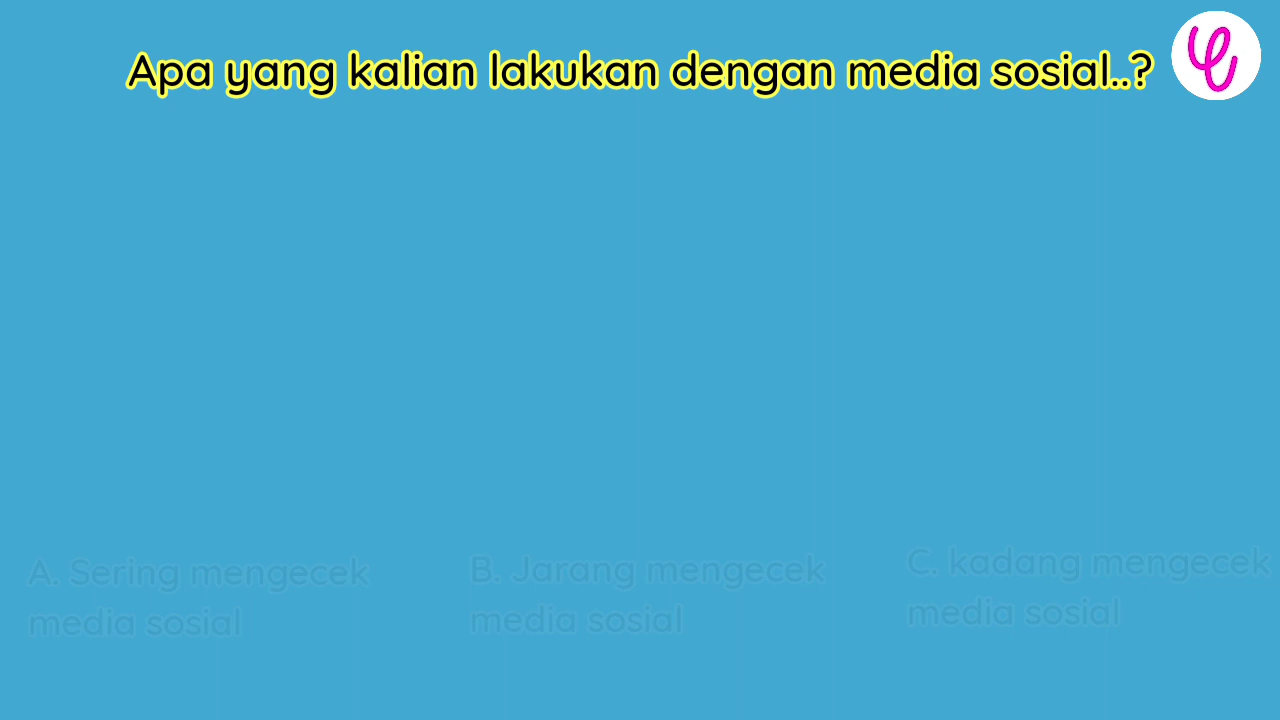 Apa yang kalian lakukan dengan media sosial..?
A. Sering mengecek
media sosial
B. Jarang mengecek
media sosial
C. kadang mengecek
media sosial